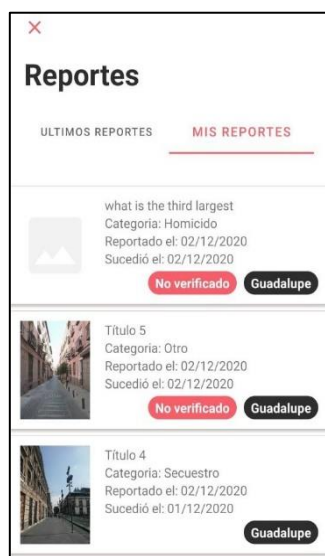 Reportes
ULTIMOS REPORTES MIS REPORTES
what is the third largest
Categoria: Homicido
Reportado el: 02/12/2020
Sucedió el: 02/12/2020
No verificado Guadalupe
Título 5
Categoria: Otro
Reportado el: 02/12/2020
Sucedió el: 02/12/2020
No verificado Guadalupe
Título 4
Categoria: Secuestro
Reportado el: 02/12/2020
Sucedió el: 01/12/2020
Guadalupe